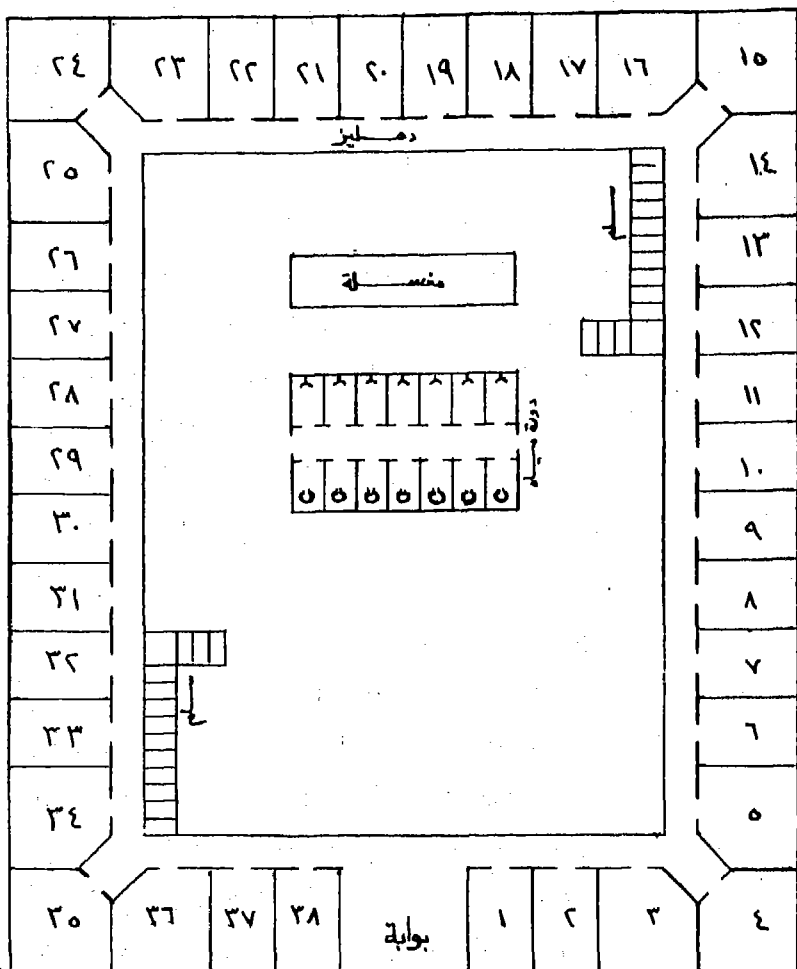 ١٥ ١٦ ١٧ ١٨ ١٩ ٢٠ ٢١ ٢٢ ٢٣ ٢٤
دهليز
١٤ ٢٥
١٣ ٢٦
مغسلة
١٢ ٢٧
١١ ٢٨
دورة مياه
١٠ ٢٩
٩ ٣٠
٨ ٣١
٧ ٣٢
٦ ٣٣
٥ ٣٤
٤ ٣ ٢ ١ بوابة ٣٨ ٣٧ ٣٦ ٣٥